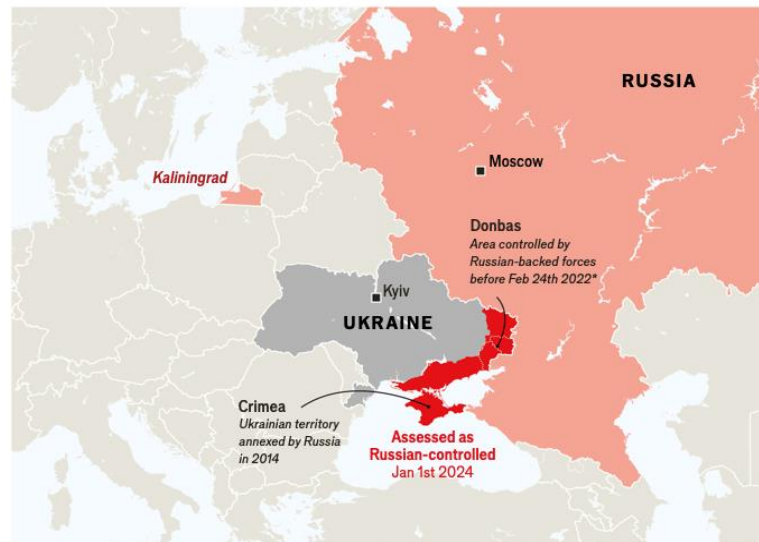 RUSSIA
Moscow
Kaliningrad
Donbas
Area controlled by
Russian-backed forces
before Feb 24th 2022*
Kyiv
UKRAINE
Crimea
Ukrainian territory
annexed by Russia
in 2014
Assessed as
Russian-controlled
Jan 1st 2024